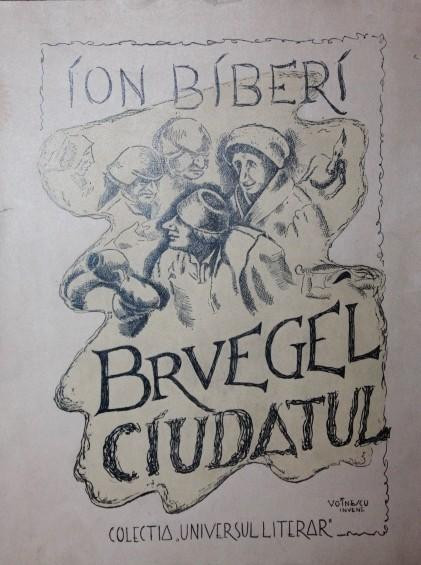 ION BIBERI
BRVEGEL
CIUDATUL
VOINESCU
INVENI.
COLECTIA „UNIVERSUL LITERAR"